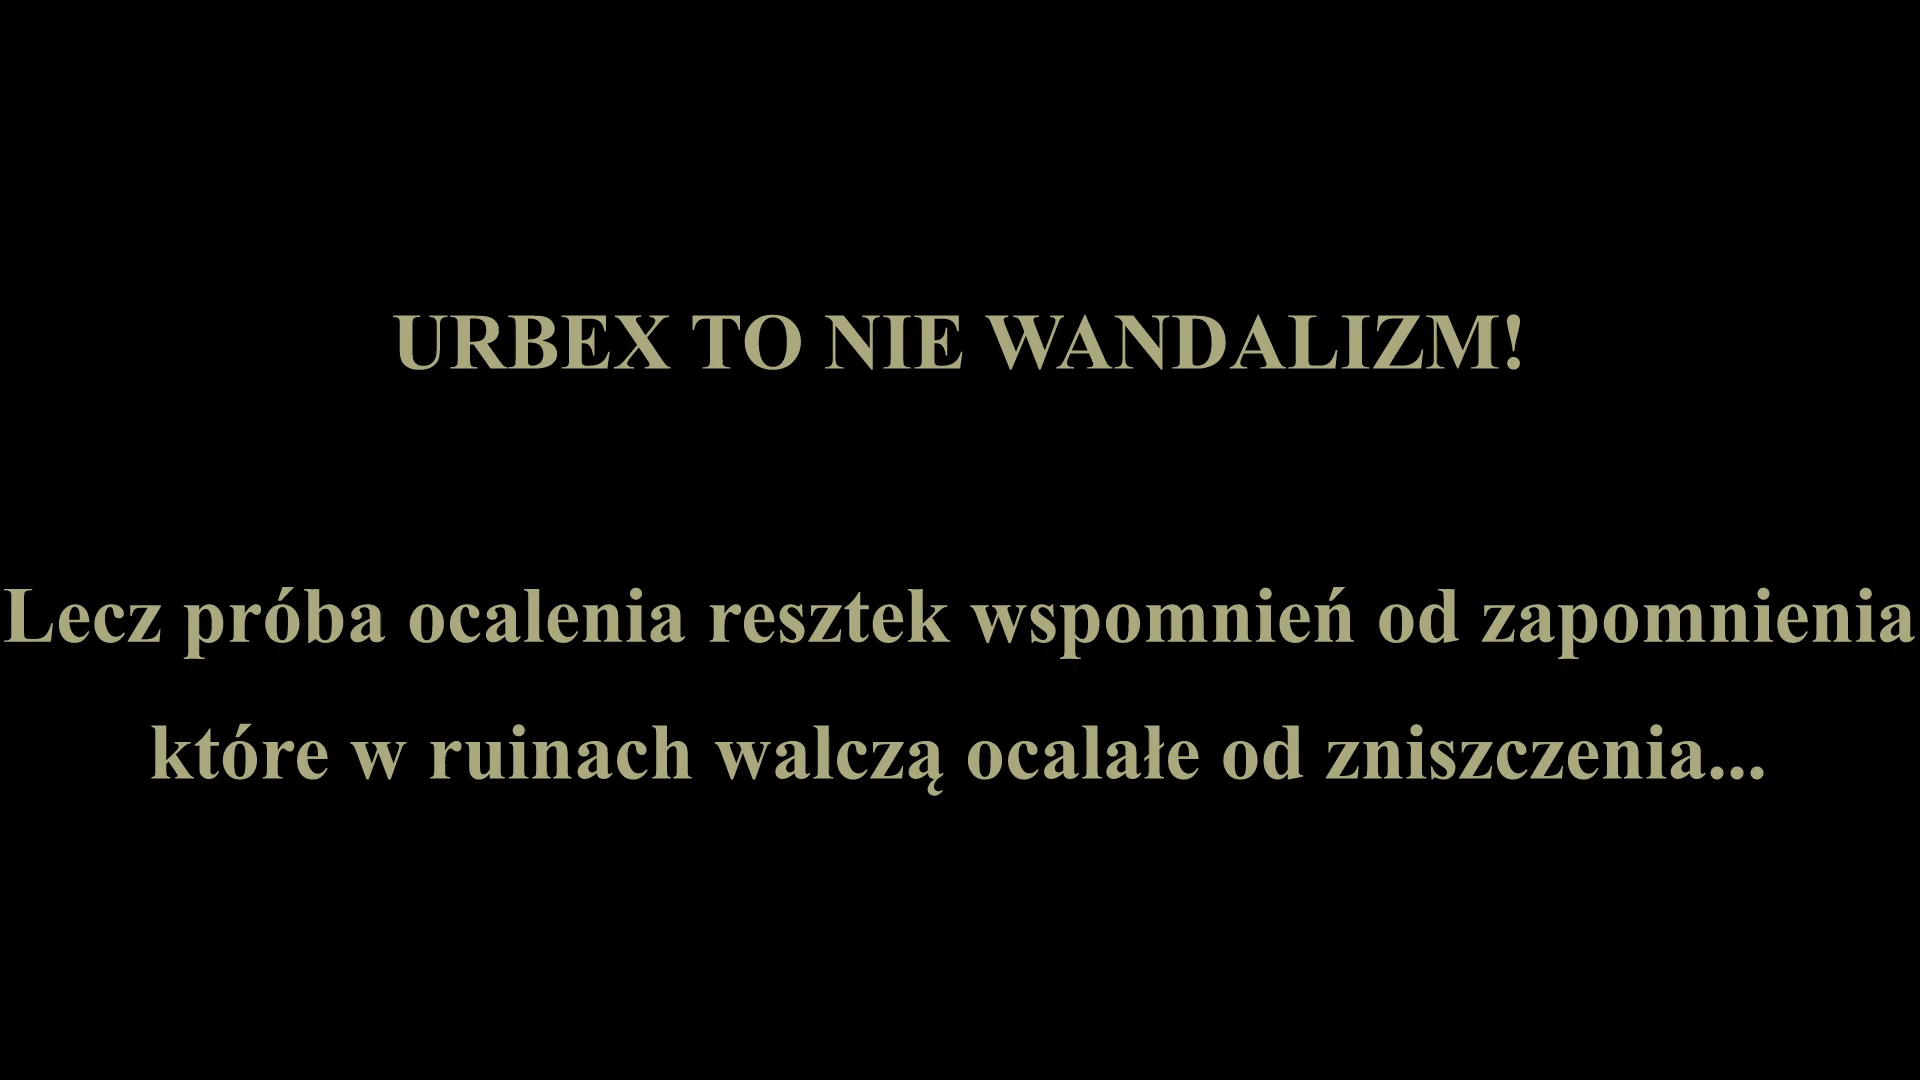 URBEX TO NIE WANDALIZM!
Lecz próba ocalenia resztek wspomnień od zapomnienia
które w ruinach walczą ocalałe od zniszczenia...